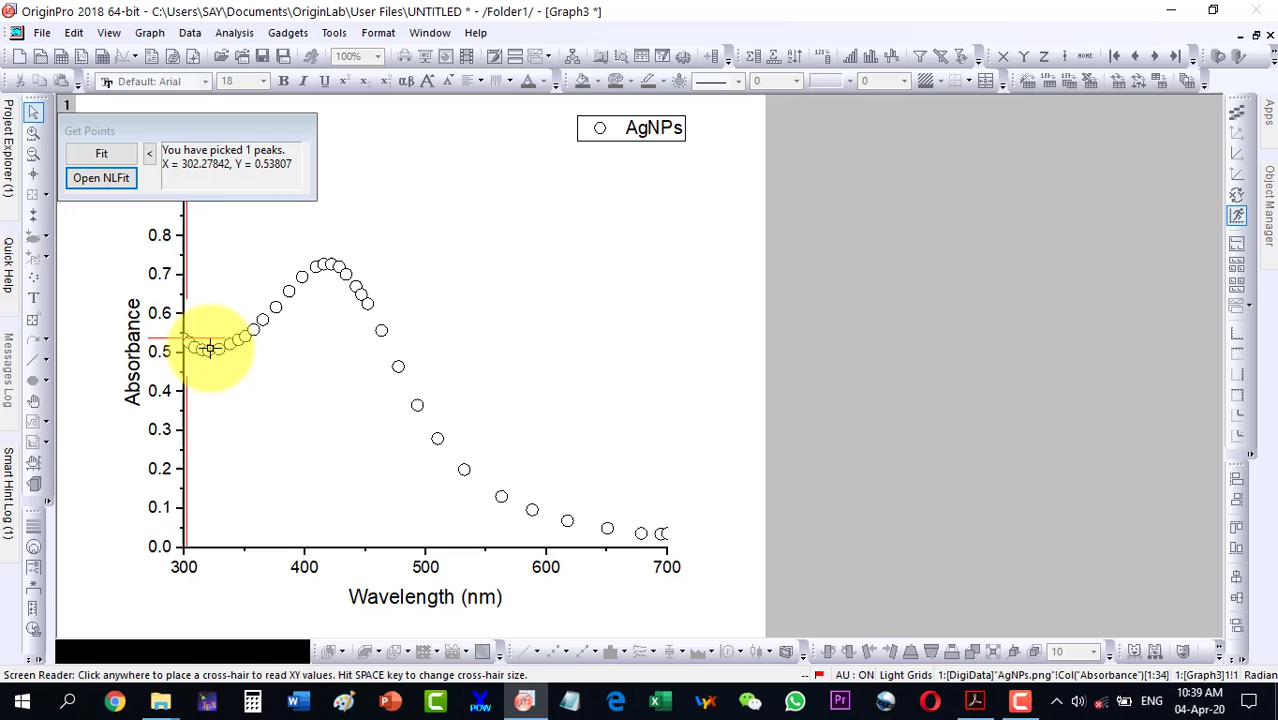 OriginPro 2018 64-bit - C:\Users\SAY\Documents\OriginLab\User Files\UNTITLED * - /Folder1/ - [Graph3 *]
File Edit View Graph Data Analysis Gadgets Tools Format Window Help
100%
Default: Arial 18 B I U αβ A A 0 0
Project Explorer (1)
Quick Help
Messages Log
Smart Hint Log (1)
Apps
Object Manager
1
Get Points
Fit
<
Open NLFit
You have picked 1 peaks.
X = 302.27842, Y = 0.53807
AgNPs
Absorbance
0.8
0.7
0.6
0.5
0.4
0.3
0.2
0.1
0.0
300 400 500 600 700
Wavelength (nm)
10
Screen Reader: Click anywhere to place a cross-hair to read XY values. Hit SPACE key to change cross-hair size.
AU : ON Light Grids 1:[DigiData]"AgNPs.png"!Col("Absorbance")[1:34] 1:[Graph3]1!1 Radian
10:39 AM
04-Apr-20